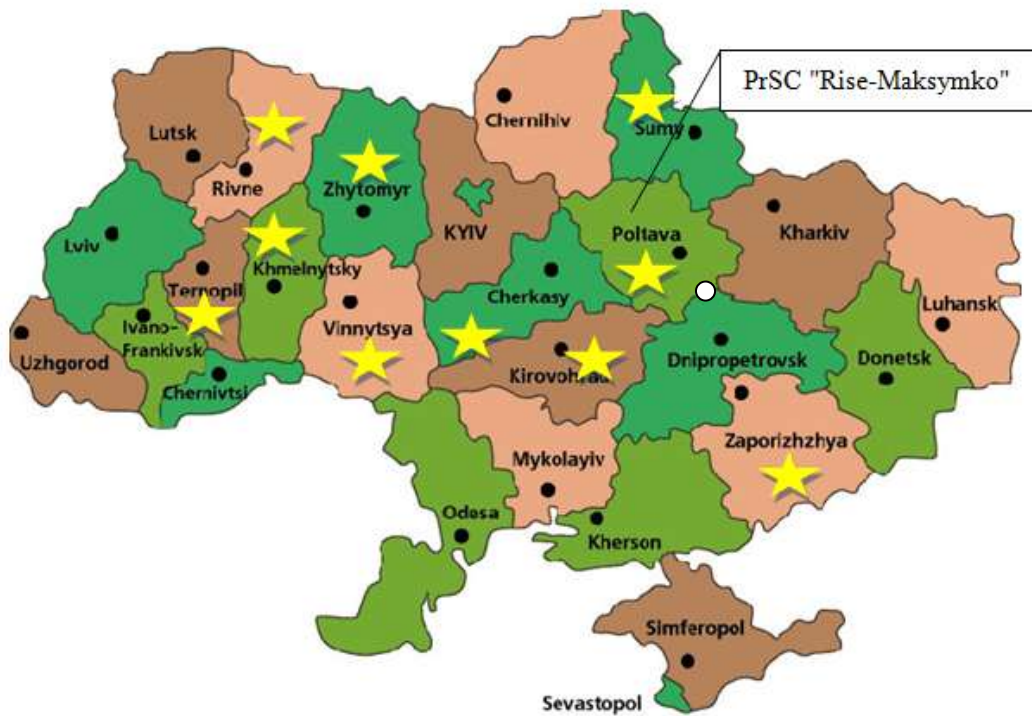 PrSC "Rise-Maksymko"
Chernihiv
Sumy
Lutsk
Rivne
Zhytomyr
KYIV
Poltava
Kharkiv
Lviv
Khmelnytsky
Ternopil
Cherkasy
Luhansk
Ivano-
Frankivsk
Vinnytsya
Uzhgorod
Kirovohrad
Dnipropetrovsk
Donetsk
Chernivtsi
Zaporizhzhya
Mykolayiv
Odesa
Kherson
Simferopol
Sevastopol